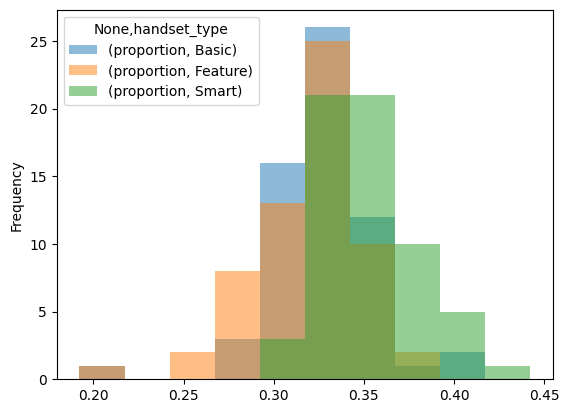 None,handset_type
(proportion, Basic)
(proportion, Feature)
(proportion, Smart)
Frequency
25
20
15
10
5
0
0.20 0.25 0.30 0.35 0.40 0.45